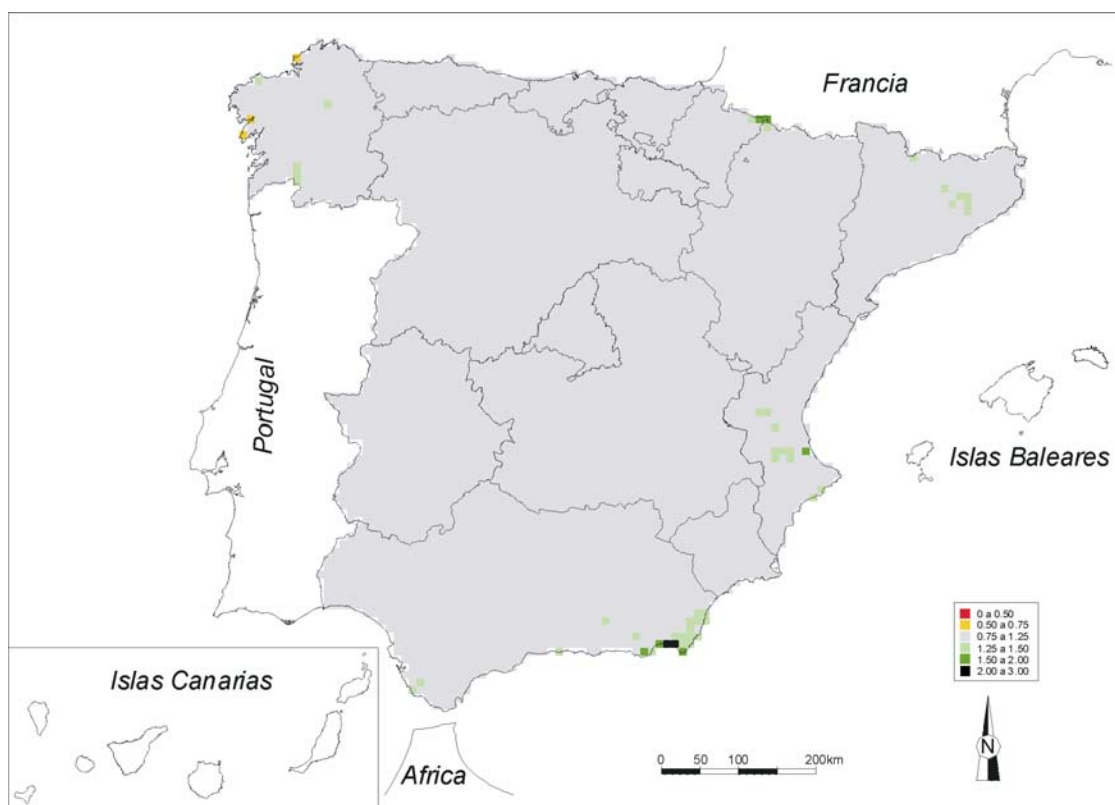 Francia
Portugal
Islas Baleares
0 a 0.50
0.50 a 0.75
0.75 a 1.25
1.25 a 1.50
1.50 a 2.00
2.00 a 3.00
Islas Canarias
Africa
0 50 100 200km
N